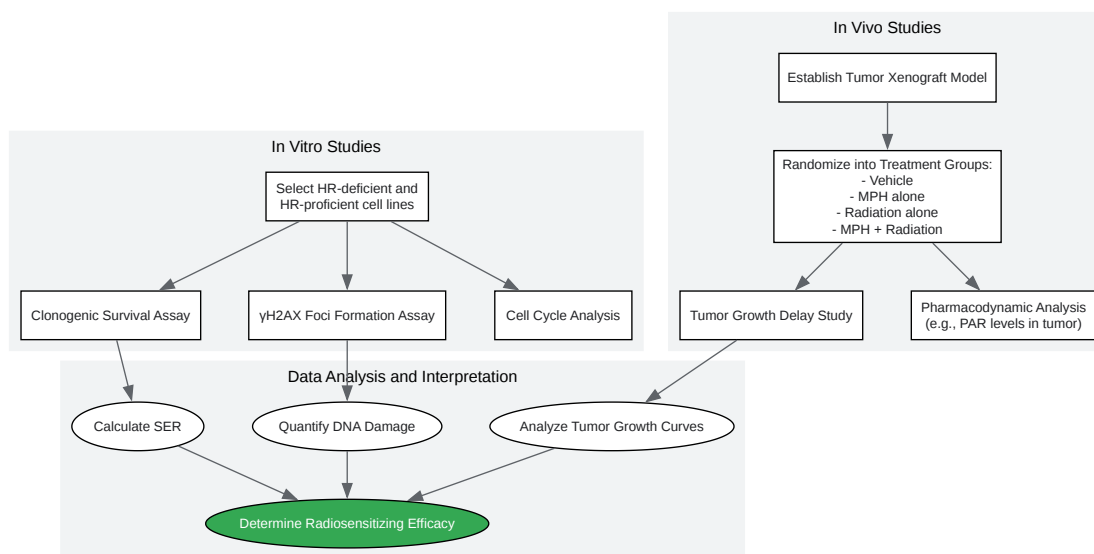 In Vivo Studies
Establish Tumor Xenograft Model
Randomize into Treatment Groups:
- Vehicle
- MPH alone
- Radiation alone
- MPH + Radiation
Tumor Growth Delay Study
Pharmacodynamic Analysis
(e.g., PAR levels in tumor)
In Vitro Studies
Select HR-deficient and
HR-proficient cell lines
Clonogenic Survival Assay
γH2AX Foci Formation Assay
Cell Cycle Analysis
Data Analysis and Interpretation
Calculate SER
Quantify DNA Damage
Analyze Tumor Growth Curves
Determine Radiosensitizing Efficacy